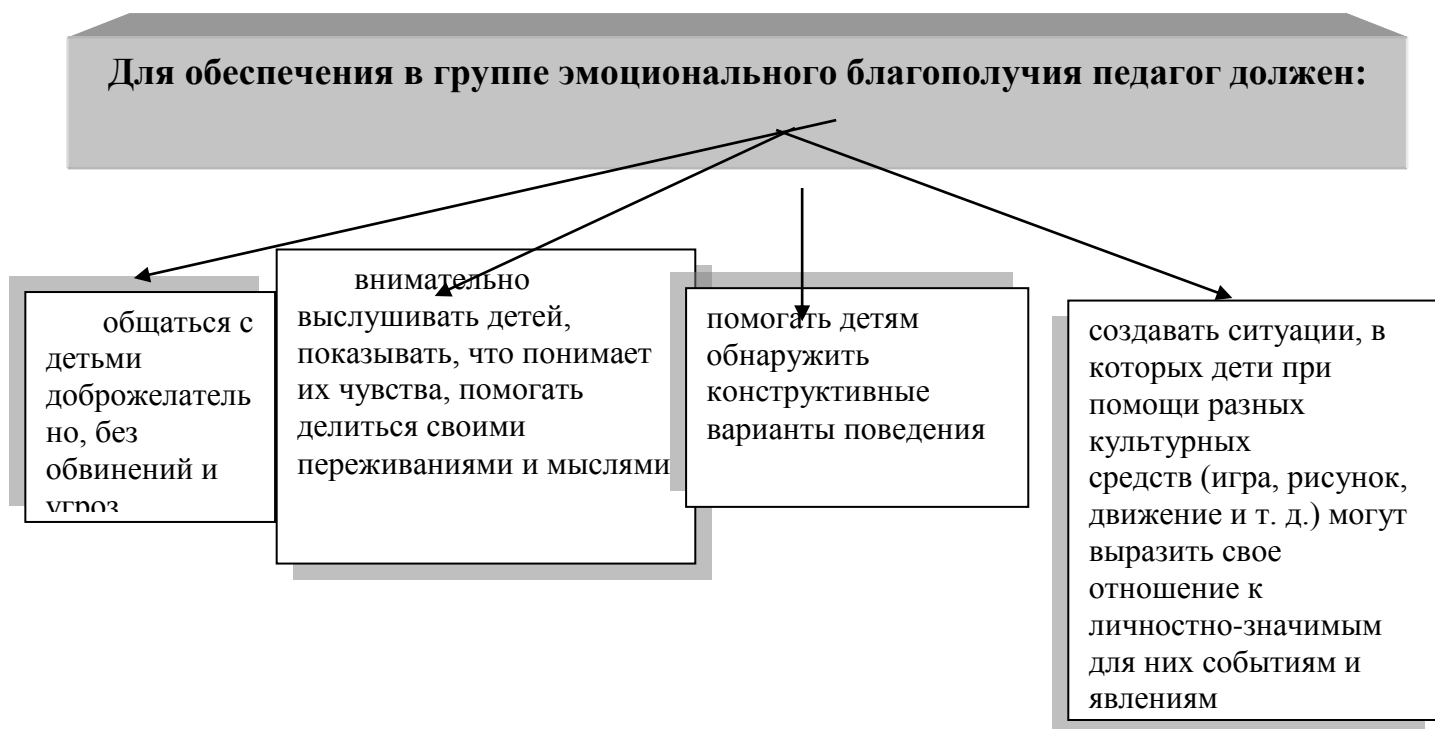 Для обеспечения в группе эмоционального благополучия педагог должен:
общаться с
детьми
доброжелатель
но, без
обвинений и
угроз
внимательно
выслушивать детей,
показывать, что понимает
их чувства, помогать
делиться своими
переживаниями и мыслями
помогать детям
обнаружить
конструктивные
варианты поведения
создавать ситуации, в
которых дети при
помощи разных
культурных
средств (игра, рисунок,
движение и т. д.) могут
выразить свое
отношение к
личностно-значимым
для них событиям и
явлениям